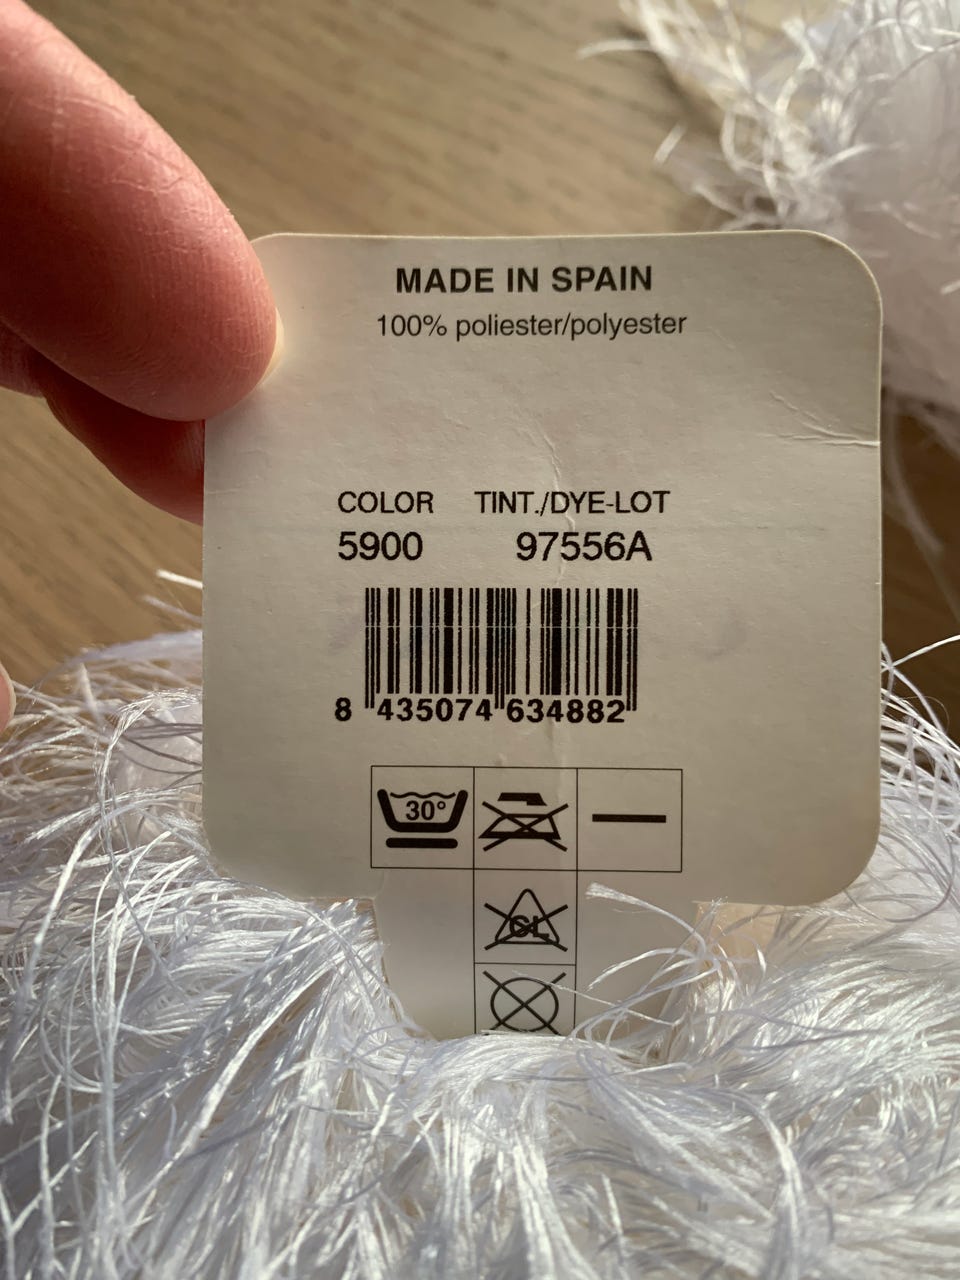 MADE IN SPAIN
100% poliester/polyester
COLOR TINT./DYE-LOT
5900 97556A
8 435074 634882
30°
CL